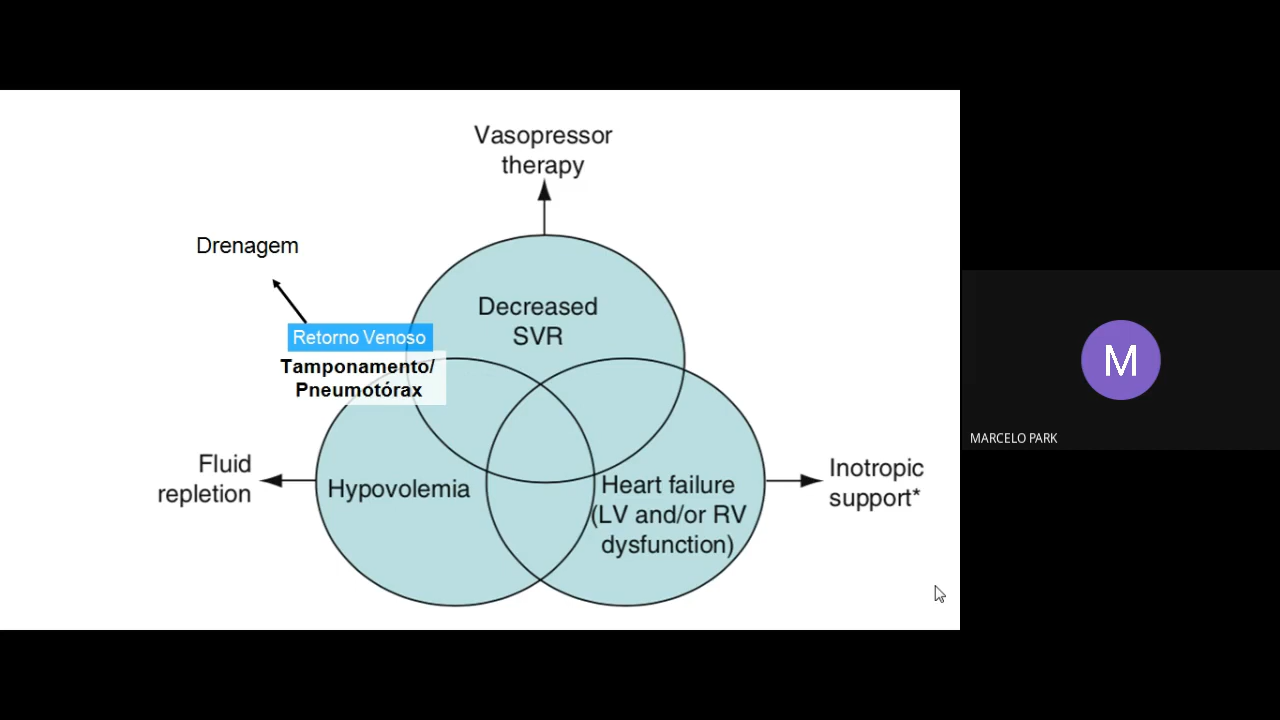 Vasopressor
therapy
Drenagem
Decreased
SVR
Retorno Venoso
Tamponamento/
Pneumotórax
Fluid
repletion
Hypovolemia
Heart failure
(LV and/or RV
dysfunction)
Inotropic
support*
M
MARCELO PARK